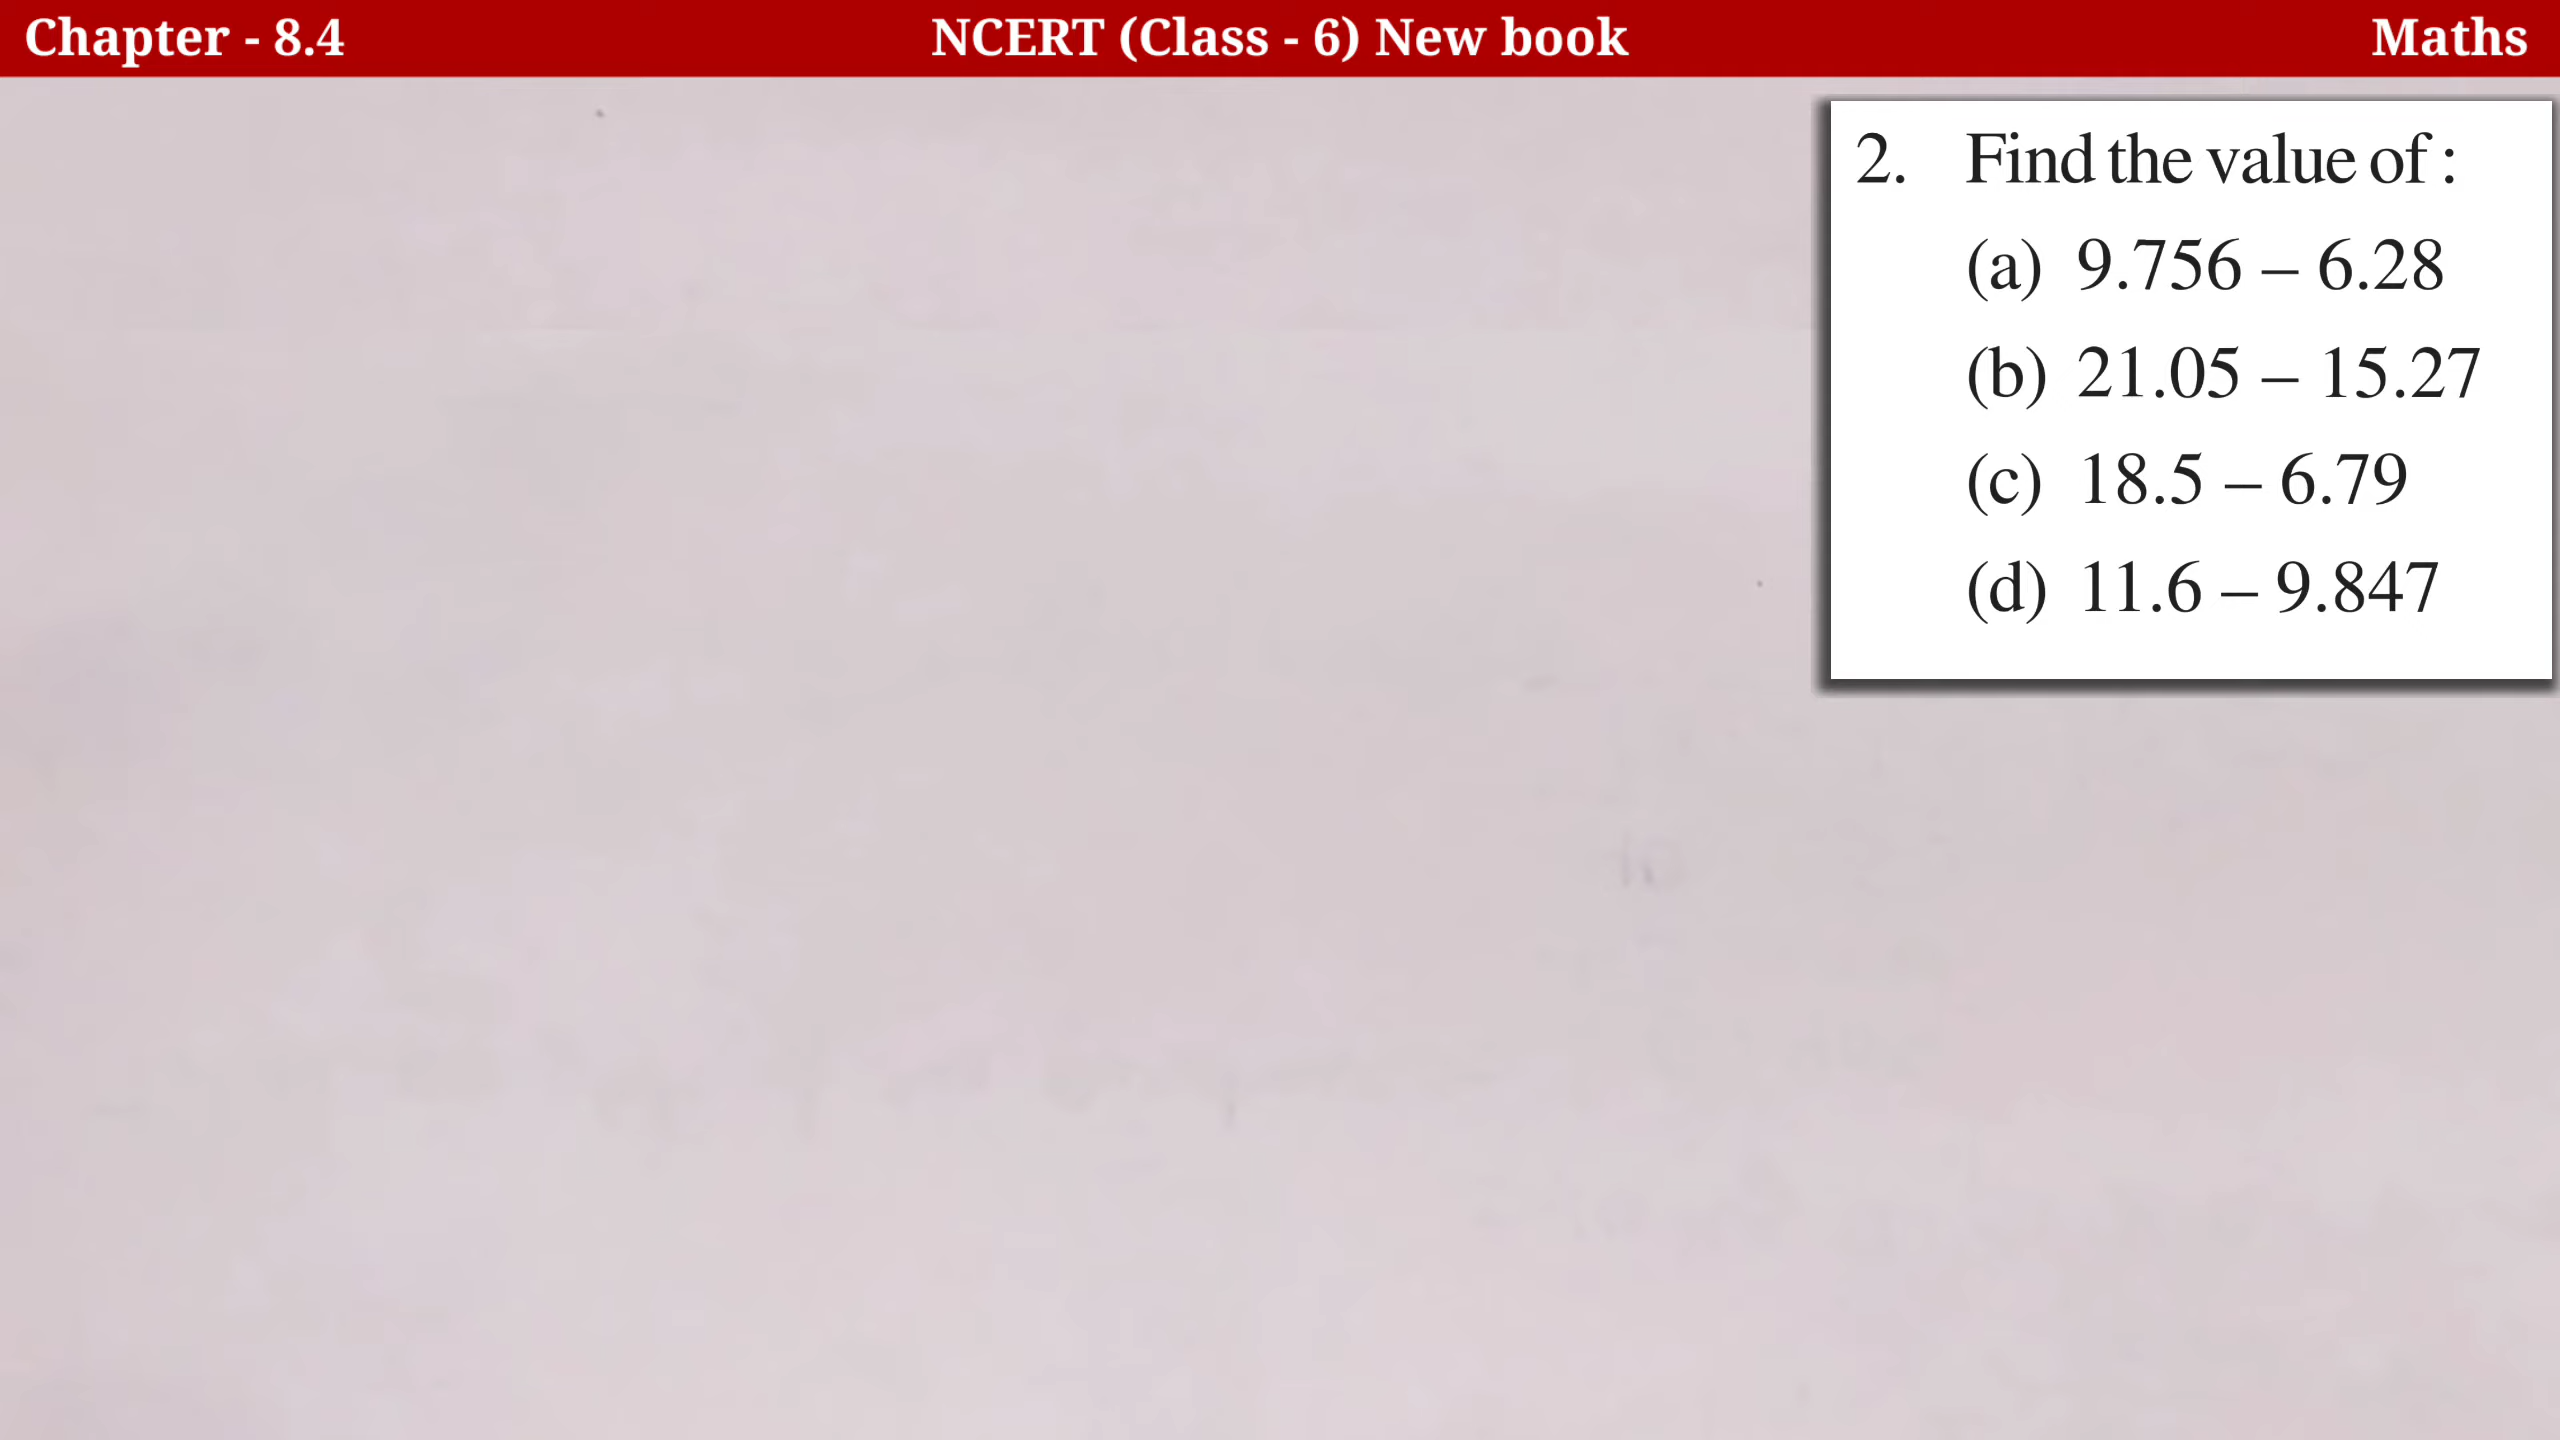 Chapter - 8.4 NCERT (Class - 6) New book Maths
2. Find the value of :
(a) 9.756 – 6.28
(b) 21.05 – 15.27
(c) 18.5 – 6.79
(d) 11.6 – 9.847